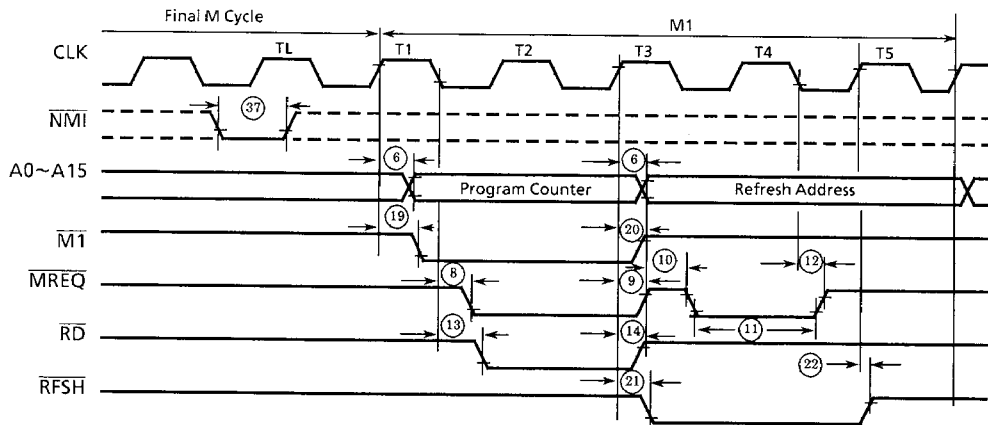 Final M Cycle
M1
CLK
TL
T1
T2
T3
T4
T5
NMI
37
A0~A15
6
6
Program Counter
Refresh Address
M1
19
20
MREQ
8
9
10
12
11
RD
13
14
RFSH
21
22